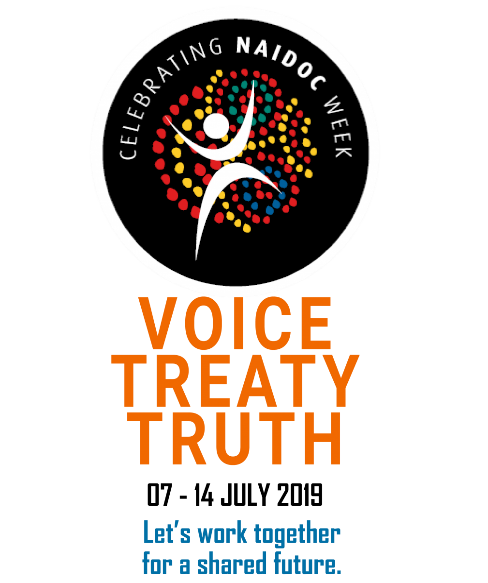 CELEBRATING NAIDOC WEEK
VOICE
TREATY
TRUTH
07 - 14 JULY 2019
Let's work together
for a shared future.